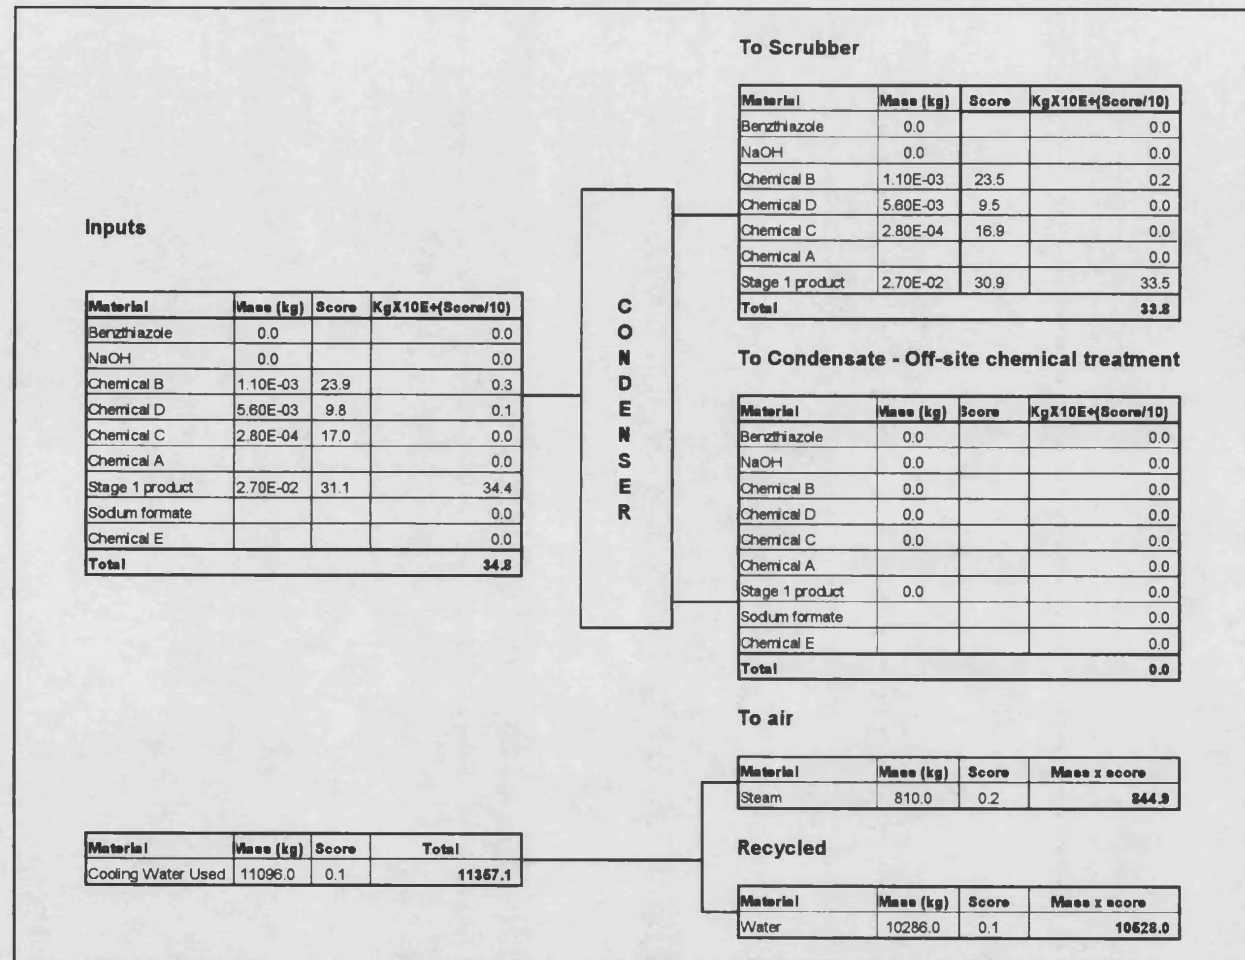 Inputs
Material Mass (kg) Score KgX10E+(Score/10)
Benzthiazole 0.0 0.0
NaOH 0.0 0.0
Chemical B 1.10E-03 23.9 0.3
Chemical D 5.60E-03 9.8 0.1
Chemical C 2.80E-04 17.0 0.0
Chemical A 0.0
Stage 1 product 2.70E-02 31.1 34.4
Sodium formate 0.0
Chemical E 0.0
Total 34.8
CONDENSER
To Scrubber
Material Mass (kg) Score KgX10E+(Score/10)
Benzthiazole 0.0 0.0
NaOH 0.0 0.0
Chemical B 1.10E-03 23.5 0.2
Chemical D 5.60E-03 9.5 0.0
Chemical C 2.80E-04 16.9 0.0
Chemical A 0.0
Stage 1 product 2.70E-02 30.9 33.5
Total 33.8
To Condensate - Off-site chemical treatment
Material Mass (kg) Score KgX10E+(Score/10)
Benzthiazole 0.0 0.0
NaOH 0.0 0.0
Chemical B 0.0 0.0
Chemical D 0.0 0.0
Chemical C 0.0 0.0
Chemical A 0.0
Stage 1 product 0.0 0.0
Sodium formate 0.0
Chemical E 0.0
Total 0.0
Material Mass (kg) Score Total
Cooling Water Used 11096.0 0.1 11357.1
To air
Material Mass (kg) Score Mass x score
Steam 810.0 0.2 844.9
Recycled
Material Mass (kg) Score Mass x score
Water 10286.0 0.1 10528.0